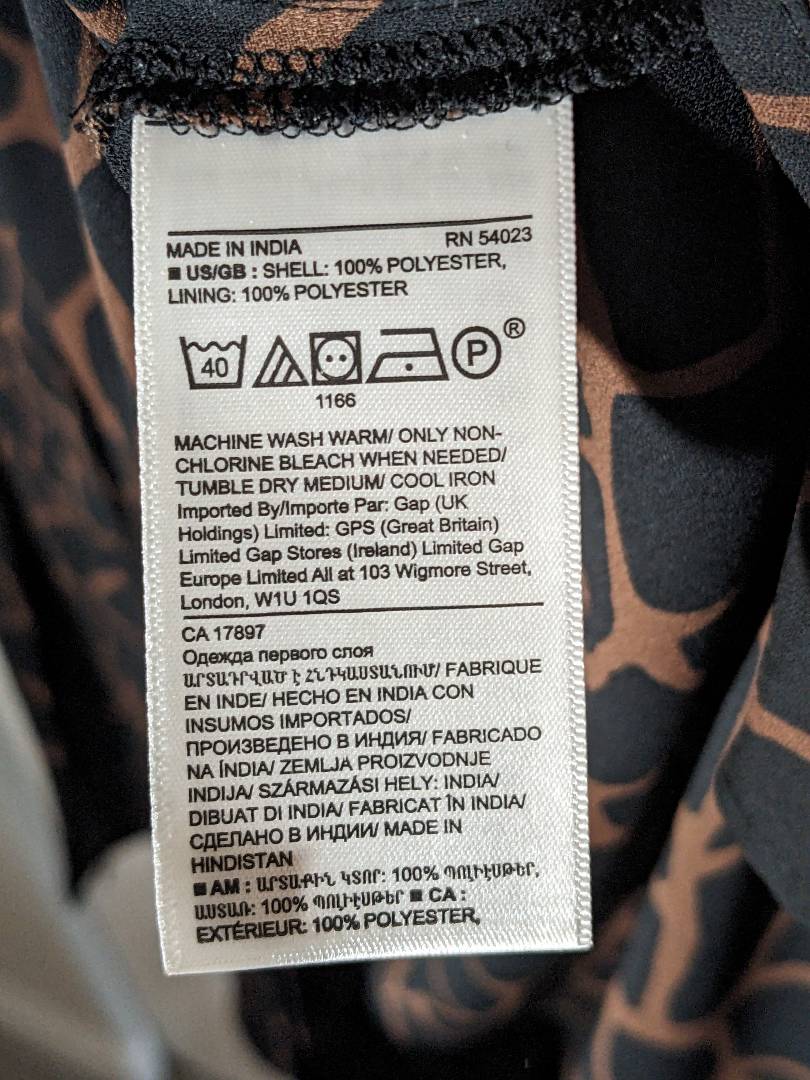 MADE IN INDIA RN 54023
■ US/GB : SHELL: 100% POLYESTER,
LINING: 100% POLYESTER
40 P ®
1166
MACHINE WASH WARM/ ONLY NON-
CHLORINE BLEACH WHEN NEEDED/
TUMBLE DRY MEDIUM/ COOL IRON
Imported By/Importe Par: Gap (UK
Holdings) Limited: GPS (Great Britain)
Limited Gap Stores (Ireland) Limited Gap
Europe Limited All at 103 Wigmore Street,
London, W1U 1QS
CA 17897
Одежда первого слоя
ԱՐՏԱԴՐՎԱԾ Է ՀՆԴԿԱՍՏԱՆՈՒՄ/ FABRIQUE
EN INDE/ HECHO EN INDIA CON
INSUMOS IMPORTADOS/
ПРОИЗВЕДЕНО В ИНДИЯ/ FABRICADO
NA ÍNDIA/ ZEMLJA PROIZVODNJE
INDIJA/ SZÁRMAZÁSI HELY: INDIA/
DIBUAT DI INDIA/ FABRICAT ÎN INDIA/
СДЕЛАНО В ИНДИИ/ MADE IN
HINDISTAN
■ AM : ԱՐՏԱՔԻՆ ԿՏՈՐ: 100% ՊՈԼԻԷՍԹԵՐ,
ԱՍՏԱՌ: 100% ՊՈԼԻԷՍԹԵՐ ■ CA :
EXTÉRIEUR: 100% POLYESTER,